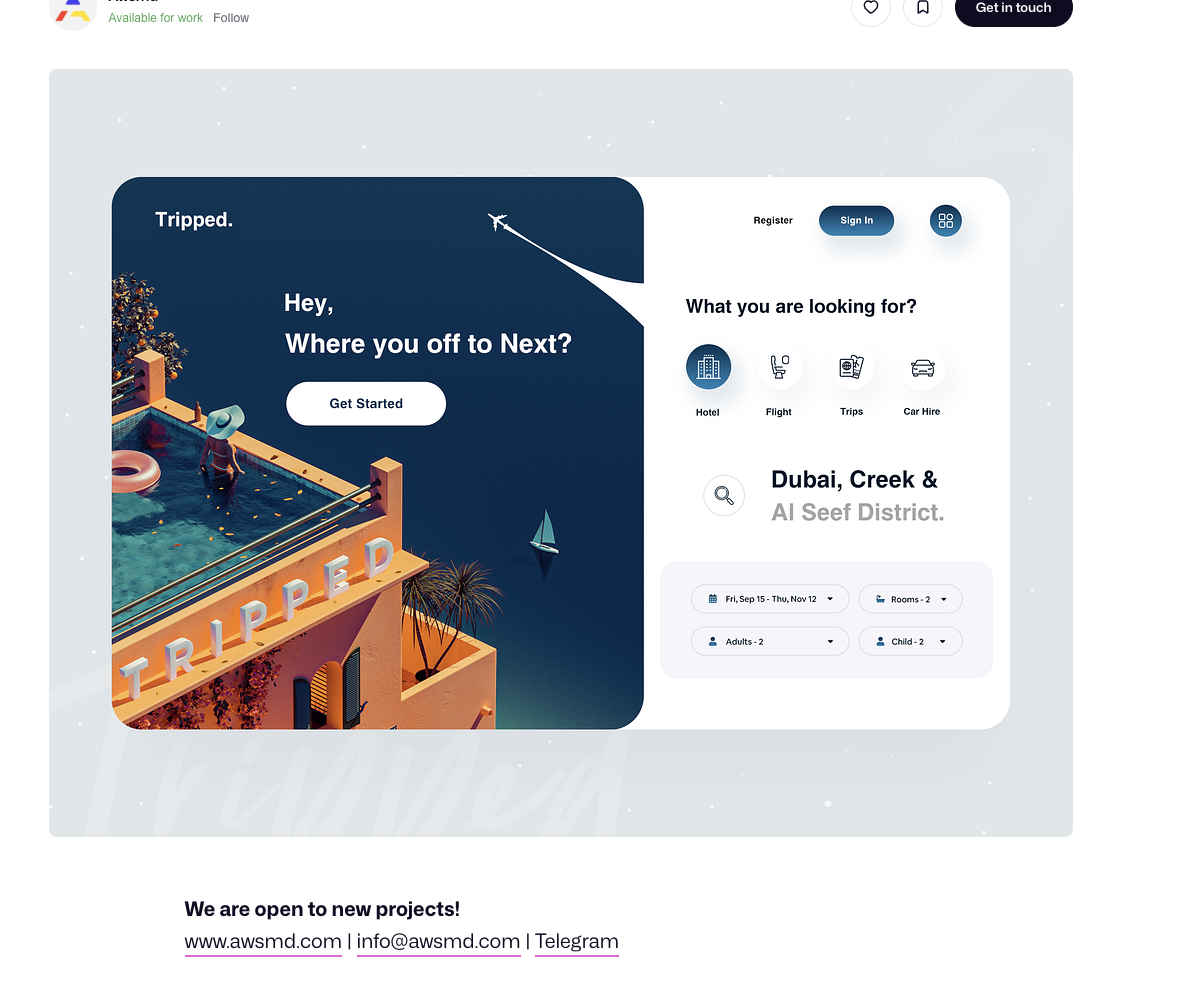 Available for work Follow
Get in touch
Tripped.
Hey,
Where you off to Next?
Get Started
TRIPPED
Register
Sign In
What you are looking for?
Hotel Flight Trips Car Hire
Dubai, Creek &
Al Seef District.
Fri, Sep 15 - Thu, Nov 12 Rooms - 2
Adults - 2 Child - 2
Tripped
We are open to new projects!
www.awsmd.com | info@awsmd.com | Telegram